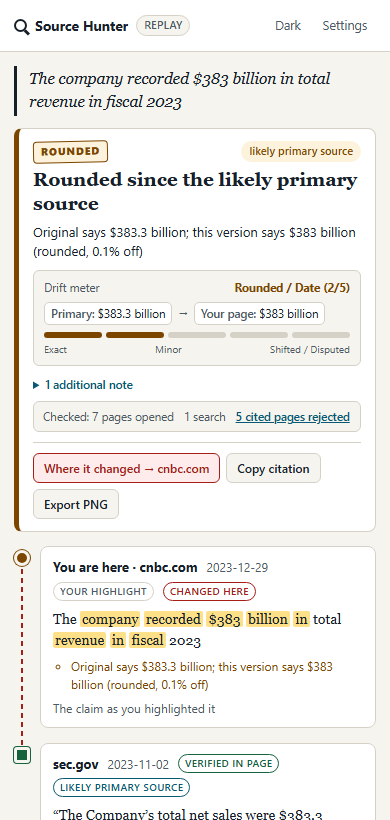 Source Hunter REPLAY Dark Settings
The company recorded $383 billion in total
revenue in fiscal 2023
ROUNDED likely primary source
Rounded since the likely primary
source
Original says $383.3 billion; this version says $383 billion
(rounded, 0.1% off)
Drift meter Rounded / Date (2/5)
Primary: $383.3 billion → Your page: $383 billion
Exact Minor Shifted / Disputed
▶ 1 additional note
Checked: 7 pages opened 1 search 5 cited pages rejected
Where it changed → cnbc.com Copy citation
Export PNG
You are here · cnbc.com 2023-12-29
YOUR HIGHLIGHT CHANGED HERE
The company recorded $383 billion in total
revenue in fiscal 2023
Original says $383.3 billion; this version says $383
billion (rounded, 0.1% off)
The claim as you highlighted it
sec.gov 2023-11-02 VERIFIED IN PAGE
LIKELY PRIMARY SOURCE
“The Company’s total net sales were $383.3